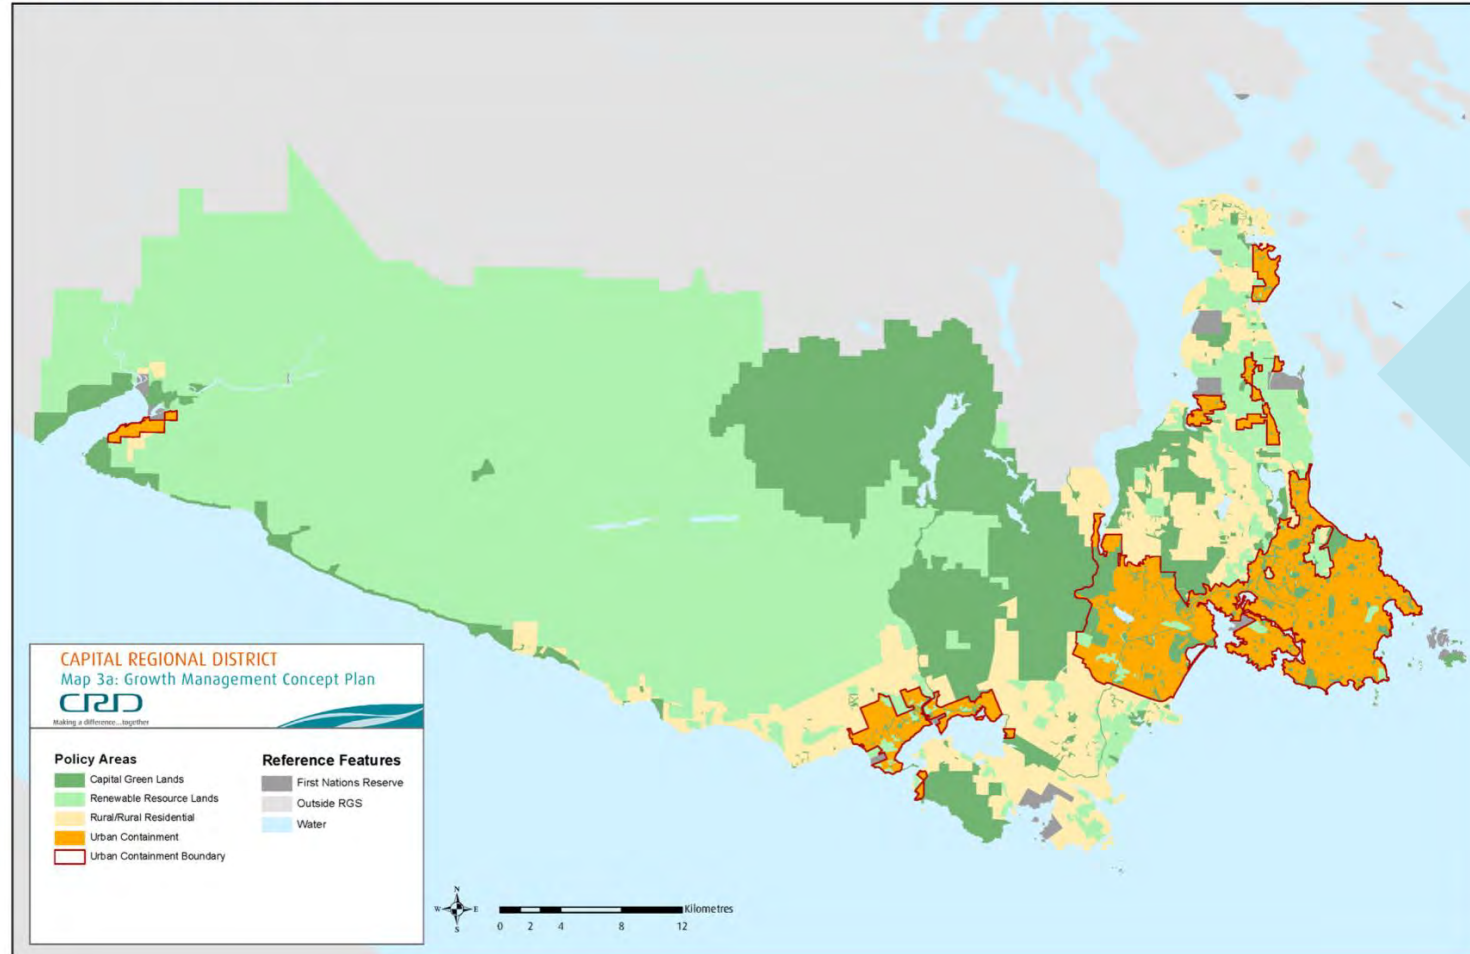 CAPITAL REGIONAL DISTRICT
Map 3a: Growth Management Concept Plan
CRD
Making a difference...together
Policy Areas
Capital Green Lands
Renewable Resource Lands
Rural/Rural Residential
Urban Containment
Urban Containment Boundary
Reference Features
First Nations Reserve
Outside RGS
Water
N
W E
S
Kilometres
0 2 4 8 12